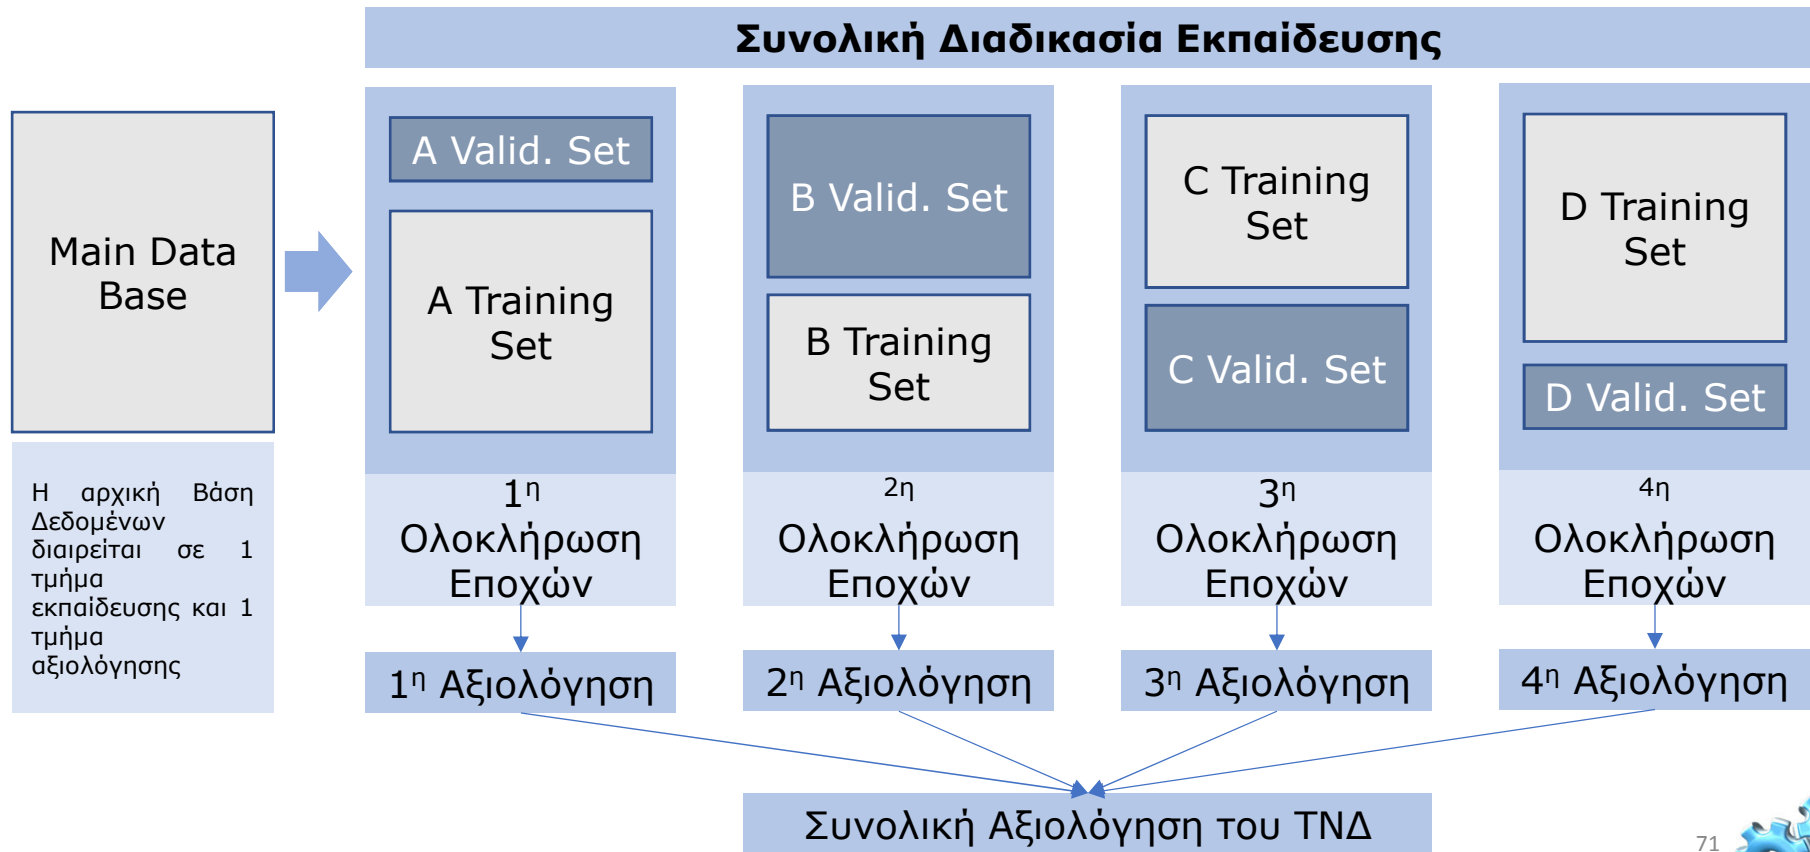 Συνολική Διαδικασία Εκπαίδευσης
Main Data
Base
Η αρχική Βάση
Δεδομένων
διαιρείται σε 1
τμήμα
εκπαίδευσης και 1
τμήμα
αξιολόγησης
A Valid. Set
A Training
Set
1η
Ολοκλήρωση
Εποχών
1η Αξιολόγηση
B Valid. Set
B Training
Set
2η
Ολοκλήρωση
Εποχών
2η Αξιολόγηση
C Training
Set
C Valid. Set
3η
Ολοκλήρωση
Εποχών
3η Αξιολόγηση
D Training
Set
D Valid. Set
4η
Ολοκλήρωση
Εποχών
4η Αξιολόγηση
Συνολική Αξιολόγηση του ΤΝΔ
71